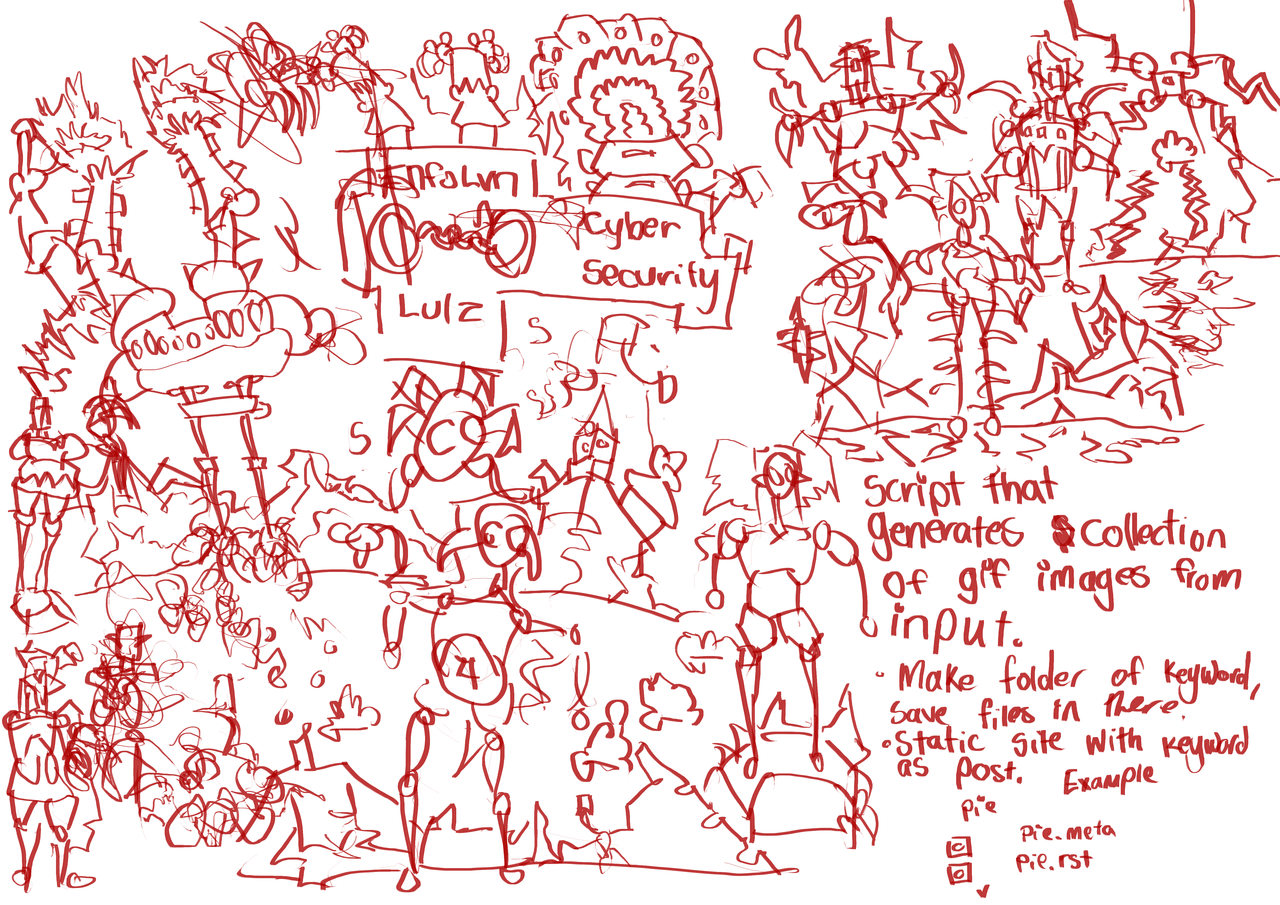 Cyber
Security
Lulz
S
S
4
Script that
generates collection
of gif images from
input.
• Make folder of keyword,
save files in there.
• Static site with keyword
as post. Example
pie
pie.meta
pie.rst